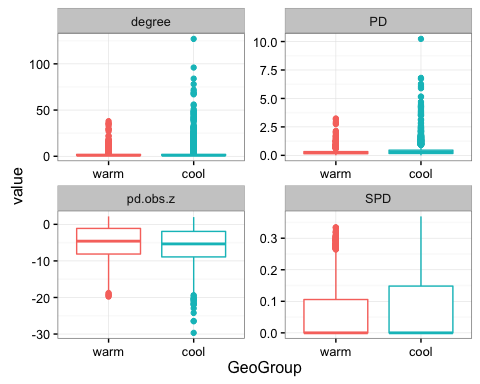 degree
PD
100
50
0
10.0
7.5
5.0
2.5
0.0
warm cool
warm cool
value
pd.obs.z
SPD
0
-10
-20
-30
0.3
0.2
0.1
0.0
warm cool
warm cool
GeoGroup